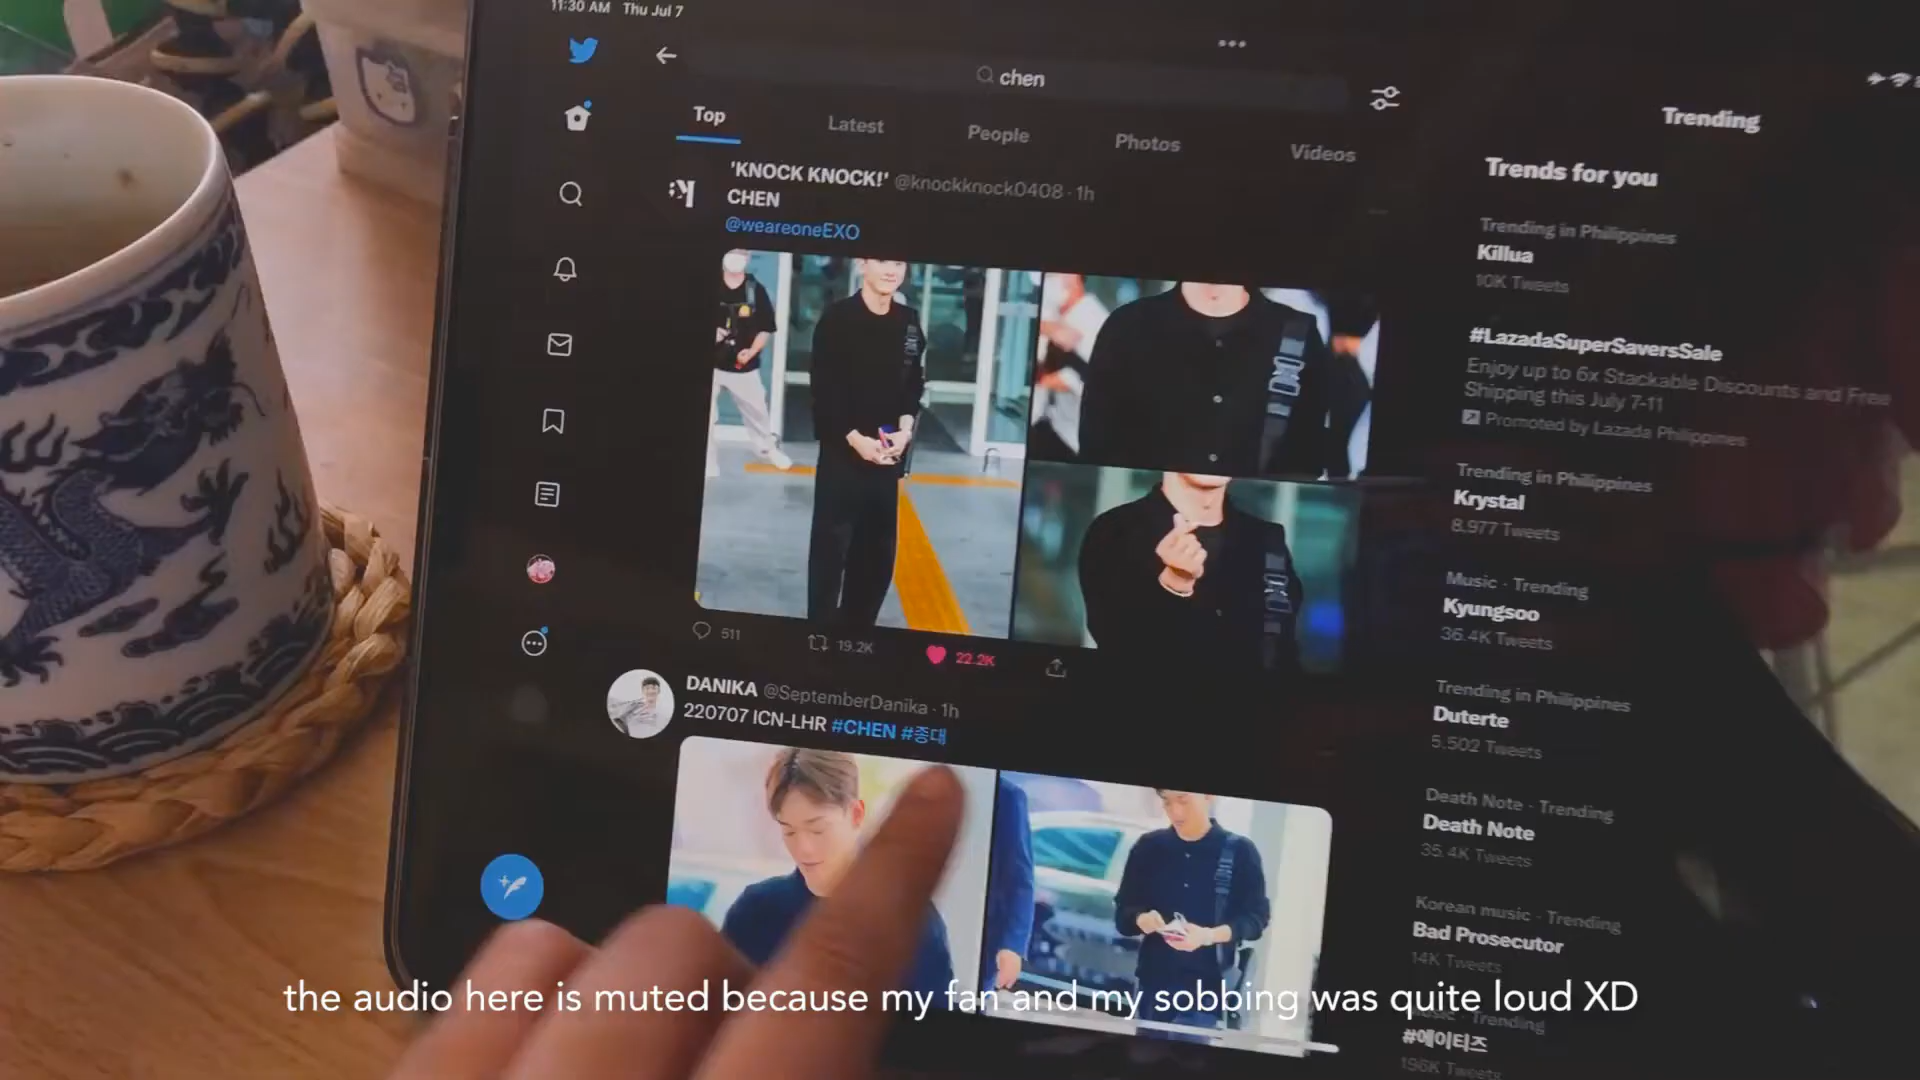 11:30 AM Thu Jul 7
chen
Top Latest People Photos Videos
'KNOCK KNOCK!' @knockknock0408 · 1h
CHEN
@weareoneEXO
511 19.2K 22.2K
DANIKA @SeptemberDanika · 1h
220707 ICN-LHR #CHEN #종대
Trending
Trends for you
Trending in Philippines
Killua
10K Tweets
#LazadaSuperSaversSale
Enjoy up to 6x Stackable Discounts and Free
Shipping this July 7-11
Promoted by Lazada Philippines
Trending in Philippines
Krystal
8,977 Tweets
Music · Trending
Kyungsoo
36.4K Tweets
Trending in Philippines
Duterte
5,502 Tweets
Death Note · Trending
Death Note
35.4K Tweets
Korean music · Trending
Bad Prosecutor
14K Tweets
Music · Trending
#에이티즈
196K Tweets
the audio here is muted because my fan and my sobbing was quite loud XD